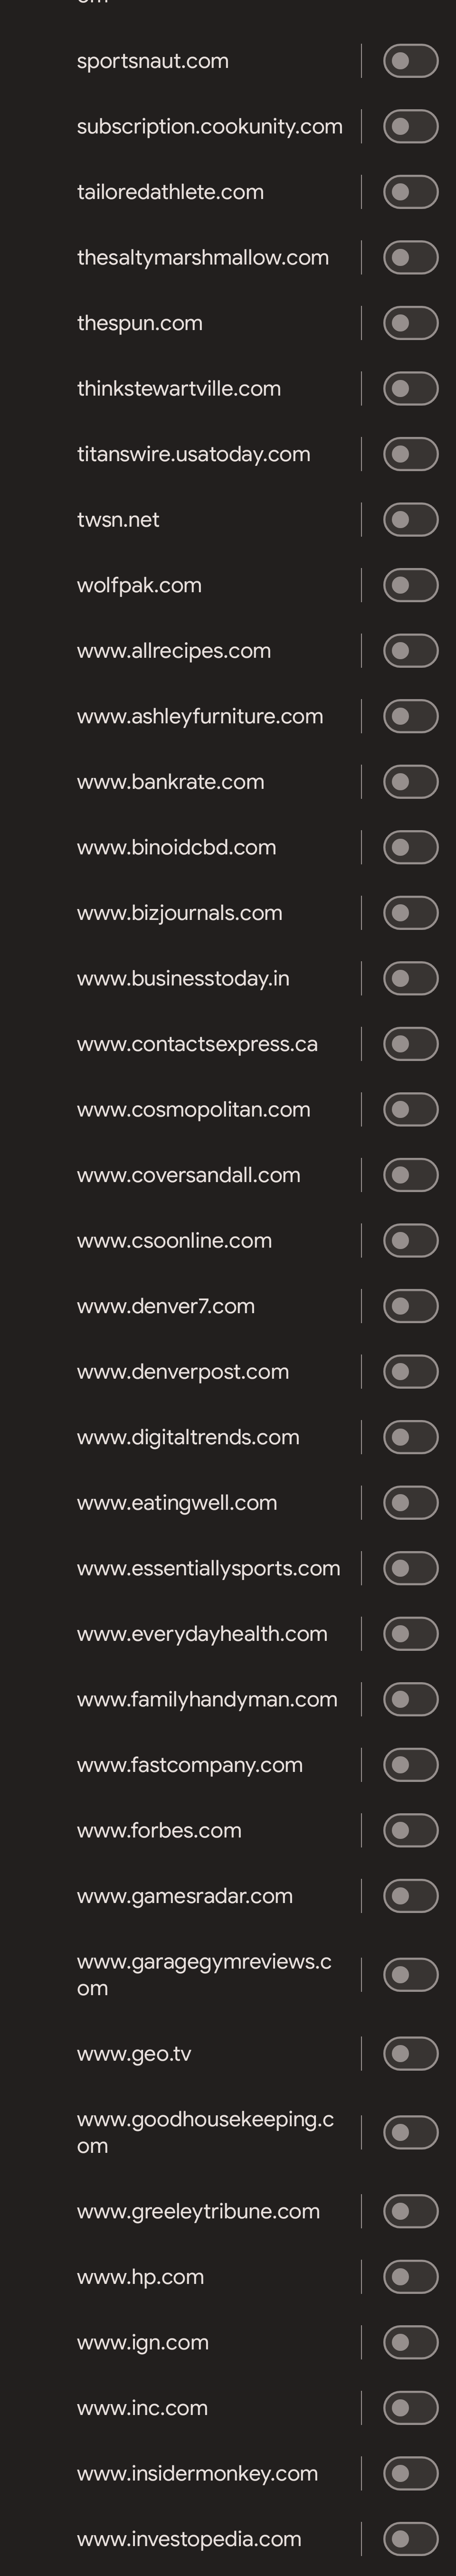 sportsnaut.com
subscription.cookunity.com
tailoredathlete.com
thesaltymarshmallow.com
thespun.com
thinkstewartville.com
titanswire.usatoday.com
twsn.net
wolfpak.com
www.allrecipes.com
www.ashleyfurniture.com
www.bankrate.com
www.binoidcbd.com
www.bizjournals.com
www.businesstoday.in
www.contactsexpress.ca
www.cosmopolitan.com
www.coversandall.com
www.csoonline.com
www.denver7.com
www.denverpost.com
www.digitaltrends.com
www.eatingwell.com
www.essentiallysports.com
www.everydayhealth.com
www.familyhandyman.com
www.fastcompany.com
www.forbes.com
www.gamesradar.com
www.garagegymreviews.c
om
www.geo.tv
www.goodhousekeeping.c
om
www.greeleytribune.com
www.hp.com
www.ign.com
www.inc.com
www.insidermonkey.com
www.investopedia.com